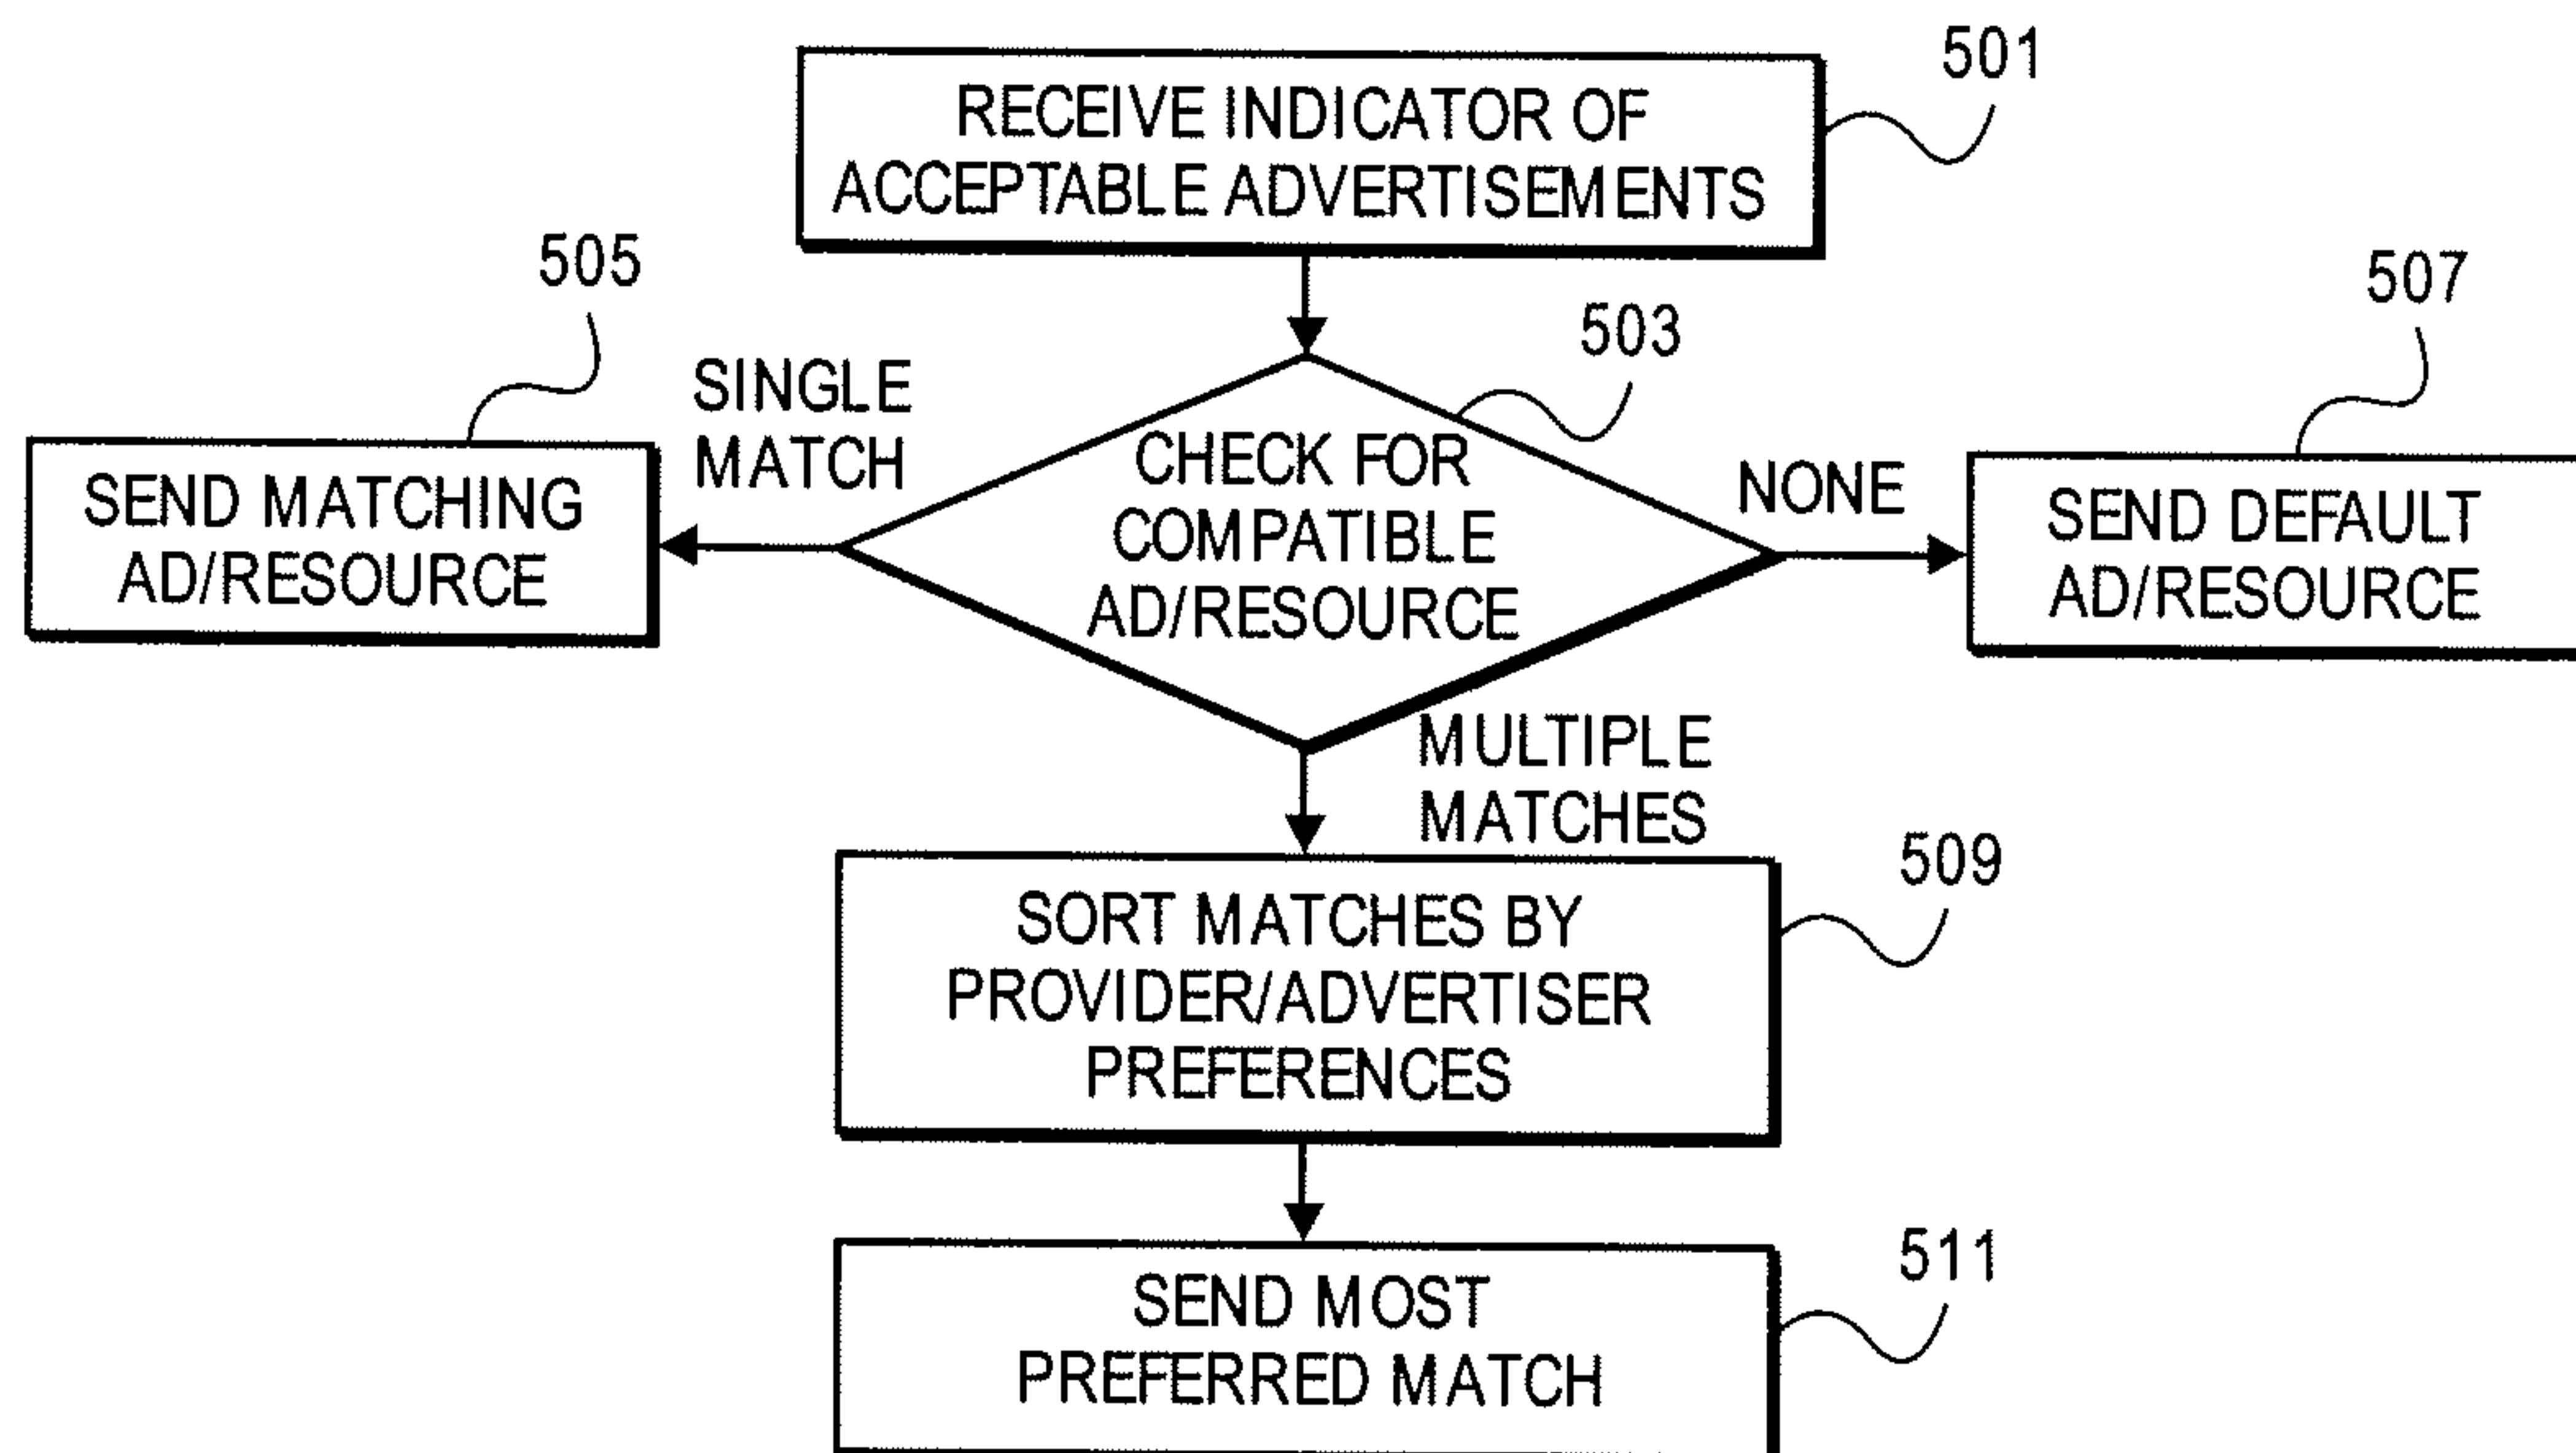 501
RECEIVE INDICATOR OF
ACCEPTABLE ADVERTISEMENTS
505
507
503
SINGLE
MATCH
CHECK FOR
COMPATIBLE
AD/RESOURCE
NONE
SEND MATCHING
AD/RESOURCE
SEND DEFAULT
AD/RESOURCE
MULTIPLE
MATCHES
509
SORT MATCHES BY
PROVIDER/ADVERTISER
PREFERENCES
511
SEND MOST
PREFERRED MATCH